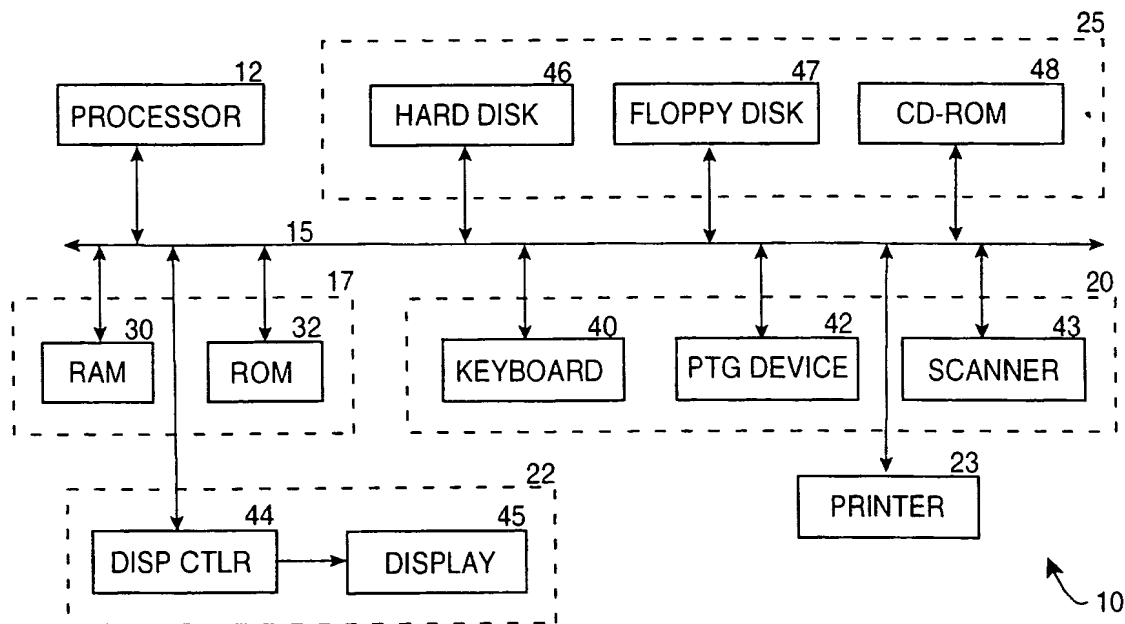 25
12
46
47
48
PROCESSOR
HARD DISK
FLOPPY DISK
CD-ROM
15
17
20
30
32
40
42
43
RAM
ROM
KEYBOARD
PTG DEVICE
SCANNER
22
23
44
45
PRINTER
DISP CTLR
DISPLAY
10